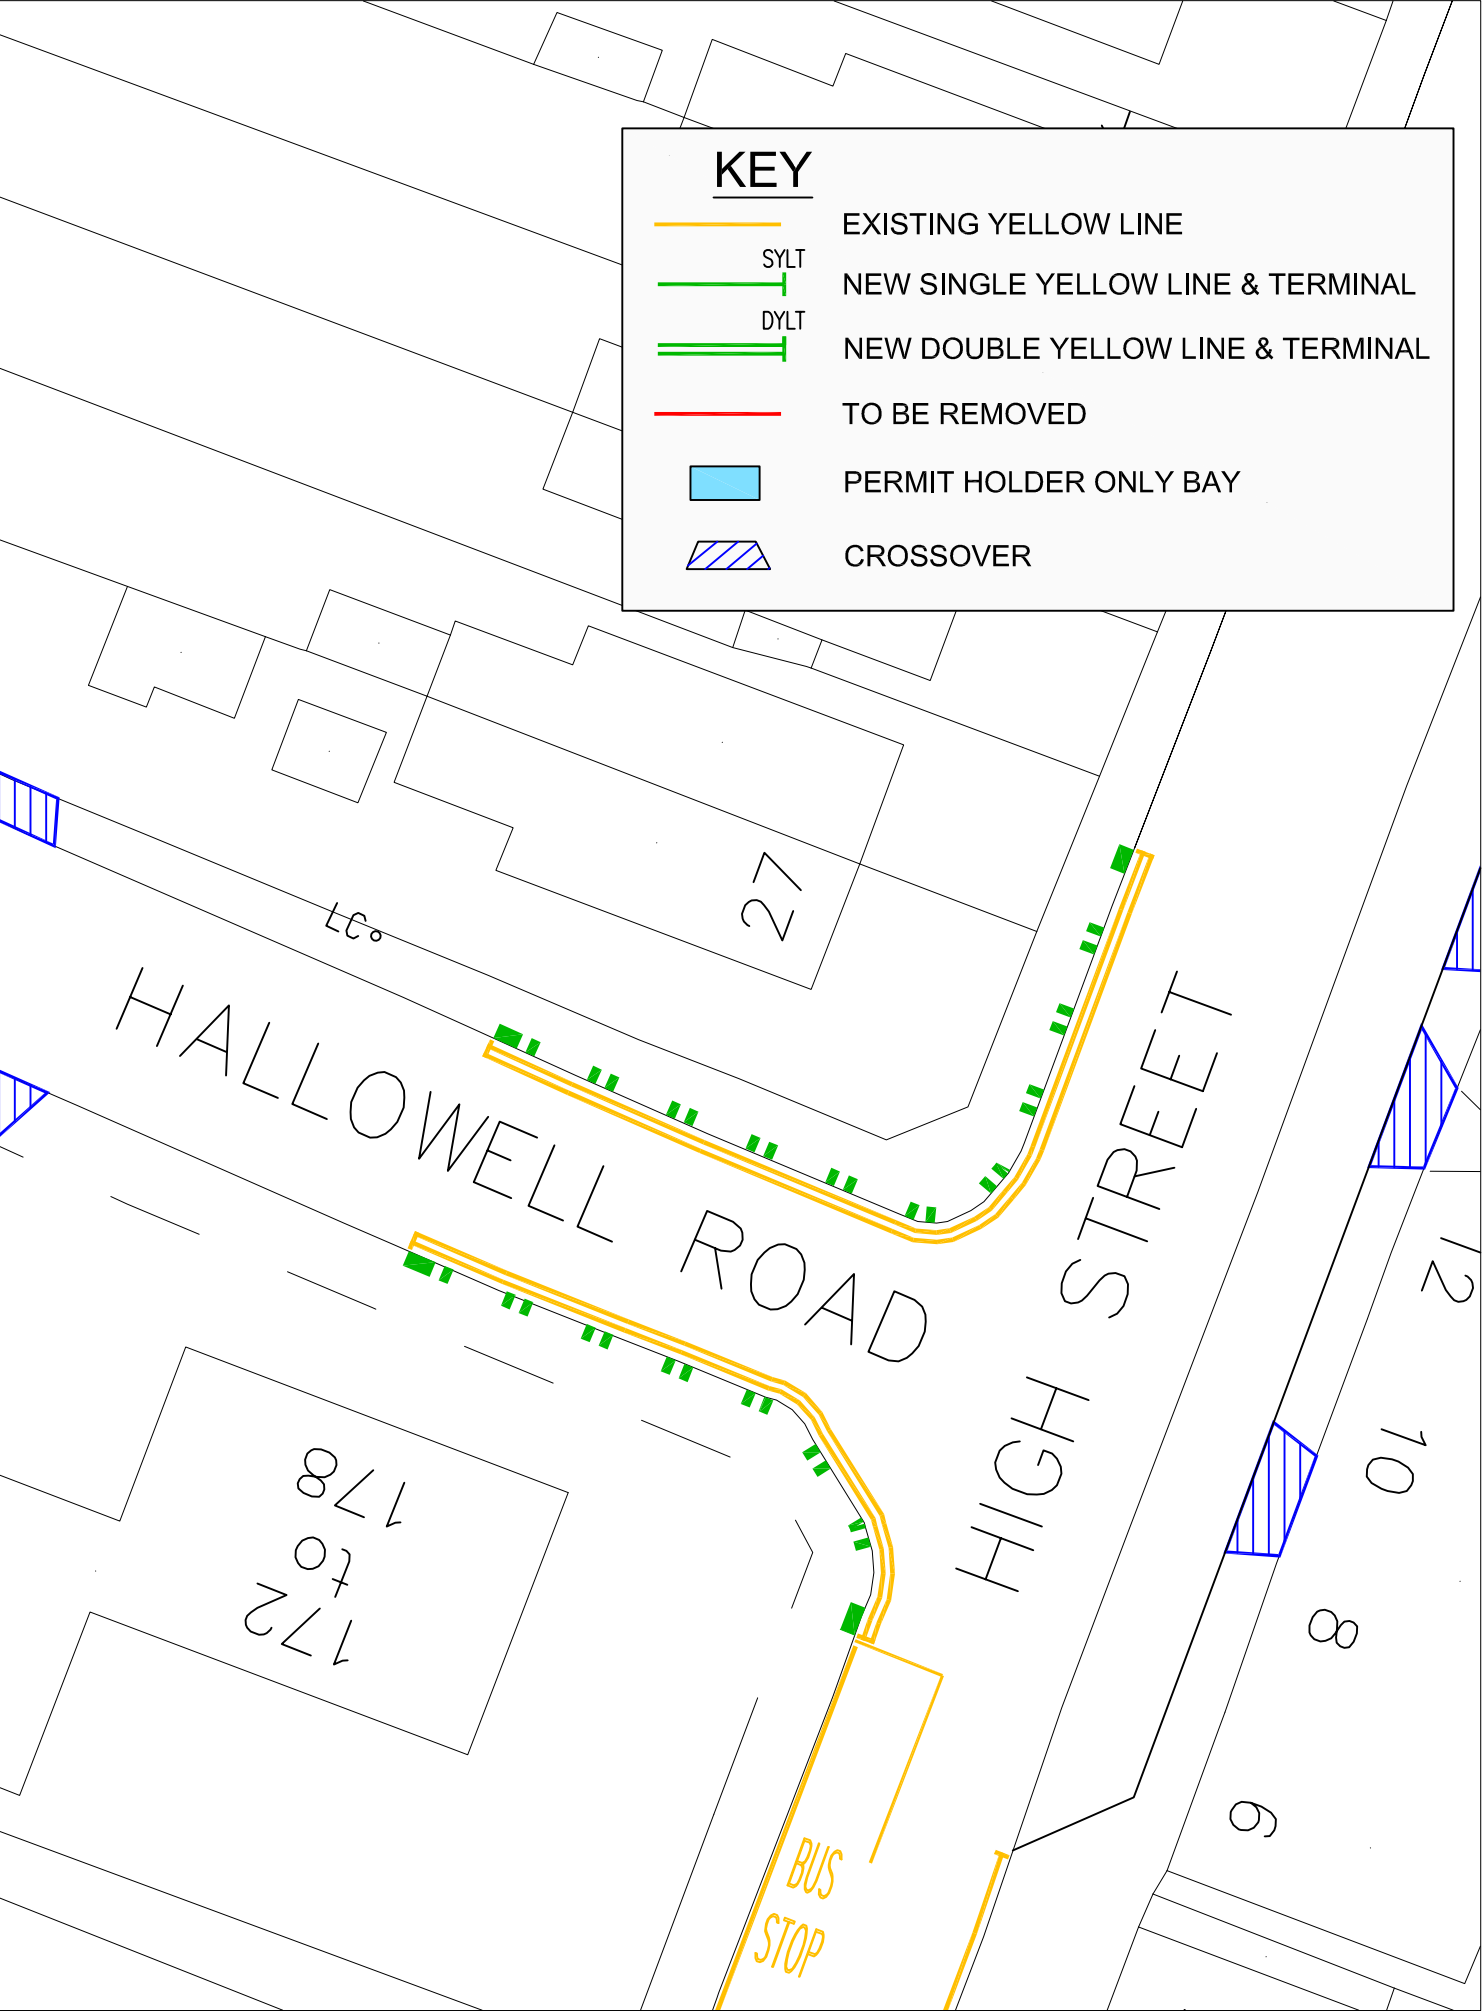 KEY
EXISTING YELLOW LINE
SYLT
NEW SINGLE YELLOW LINE & TERMINAL
DYLT
NEW DOUBLE YELLOW LINE & TERMINAL
TO BE REMOVED
PERMIT HOLDER ONLY BAY
CROSSOVER
27
HALLOWELL ROAD
HIGH STREET
12
10
8
6
172
to
178
BUS
STOP